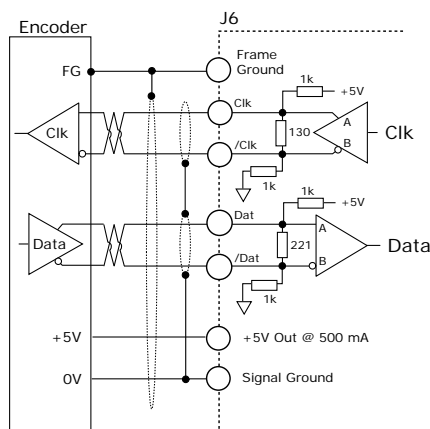 J6
Encoder
Frame
Ground
FG
1k
+5V
Clk
A
Clk
130
Clk
B
/Clk
1k
1k
+5V
Dat
A
Data
221
Data
B
/Dat
1k
+5V
+5V Out @ 500 mA
0V
Signal Ground